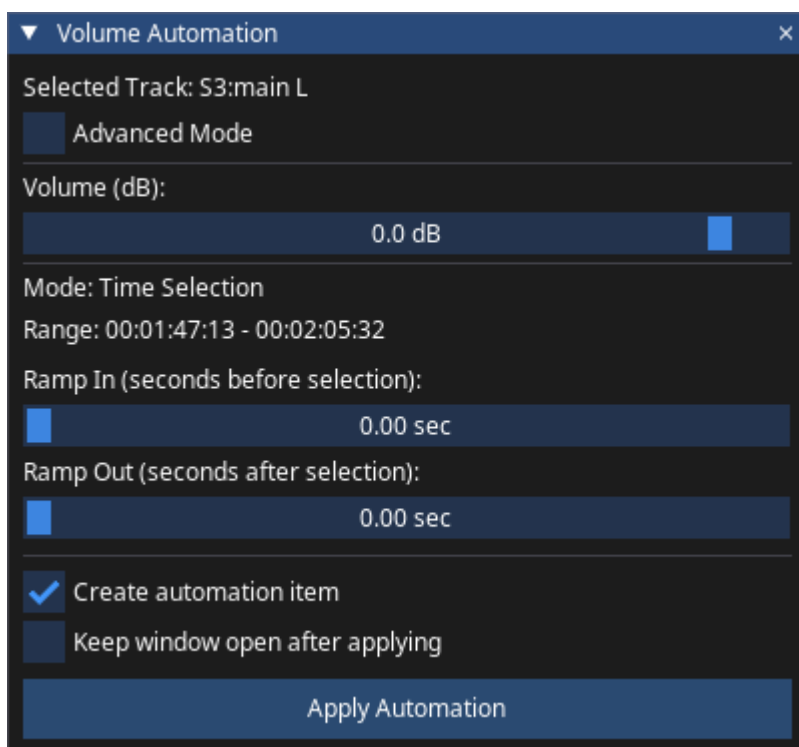 Volume Automation
Selected Track: S3:main L
Advanced Mode
Volume (dB):
0.0 dB
Mode: Time Selection
Range: 00:01:47:13 - 00:02:05:32
Ramp In (seconds before selection):
0.00 sec
Ramp Out (seconds after selection):
0.00 sec
Create automation item
Keep window open after applying
Apply Automation